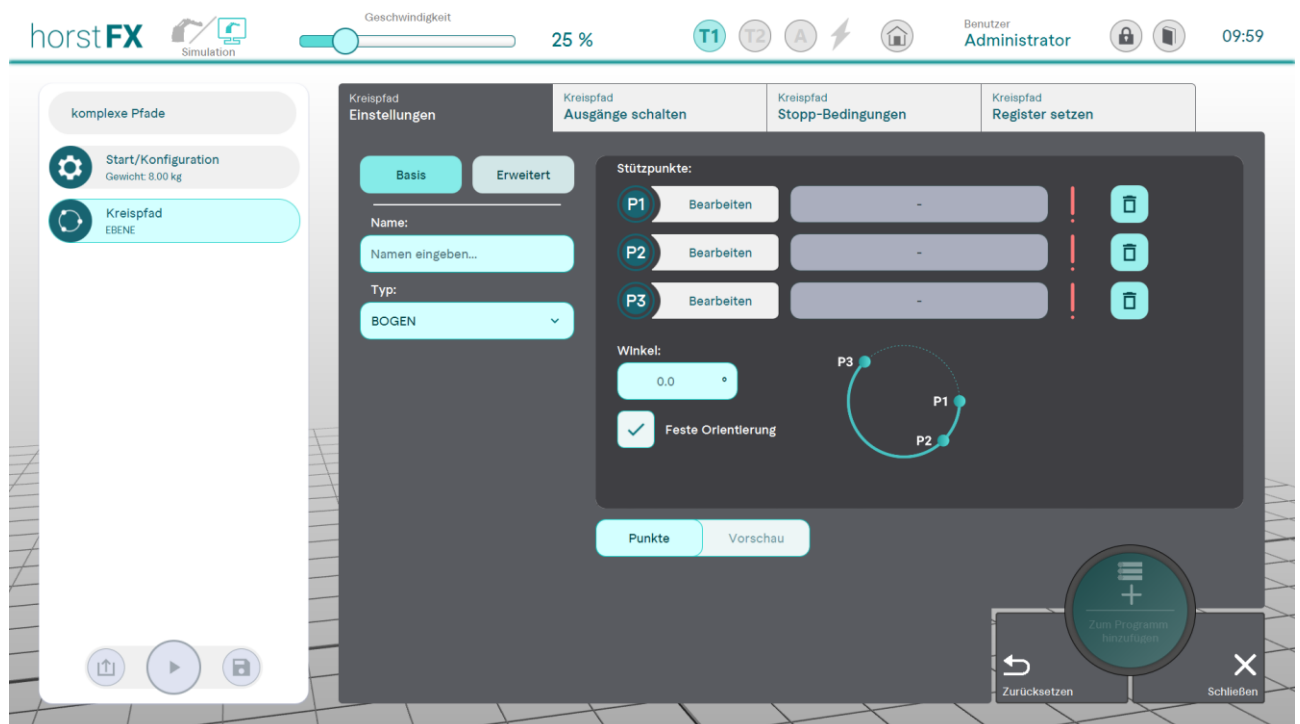 horstFX
Simulation
Geschwindigkeit
25 %
T1
T2
A
Benutzer
Administrator
09:59
komplexe Pfade
Start/Konfiguration
Gewicht: 8.00 kg
Kreispfad
EBENE
Kreispfad
Einstellungen
Kreispfad
Ausgänge schalten
Kreispfad
Stopp-Bedingungen
Kreispfad
Register setzen
Basis
Erweitert
Name:
Namen eingeben...
Typ:
BOGEN
Stützpunkte:
P1 Bearbeiten -
P2 Bearbeiten -
P3 Bearbeiten -
Winkel:
0.0 °
Feste Orientierung
P3
P1
P2
Punkte
Vorschau
Zum Programm
hinzufügen
Zurücksetzen
Schließen